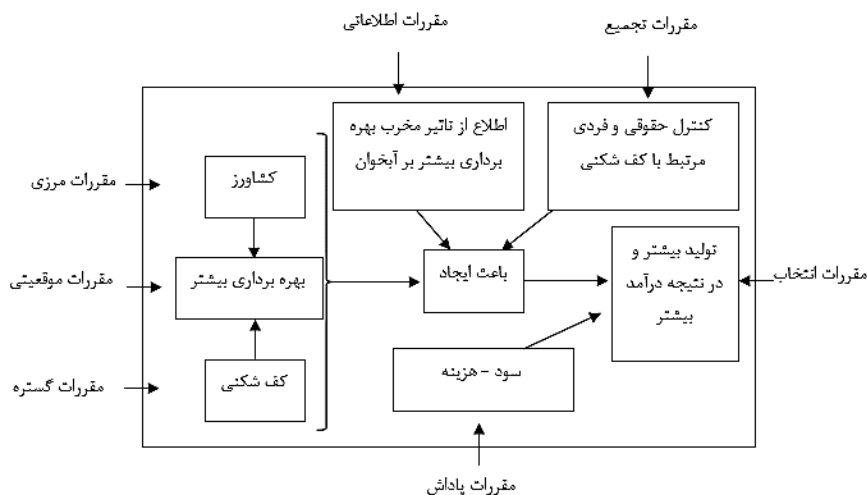 مقررات تجمیع
مقررات اطلاعاتی
کنترل حقوقی و فردی
مرتبط با کف شکنی
اطلاع از تاثیر مخرب بهره
برداری بیشتر بر آبخوان
مقررات مرزی
کشاورز
مقررات موقعیتی
بهره برداری بیشتر
باعث ایجاد
تولید بیشتر و
در نتیجه درآمد
بیشتر
مقررات انتخاب
مقررات گستره
کف شکنی
سود - هزینه
مقررات پاداش